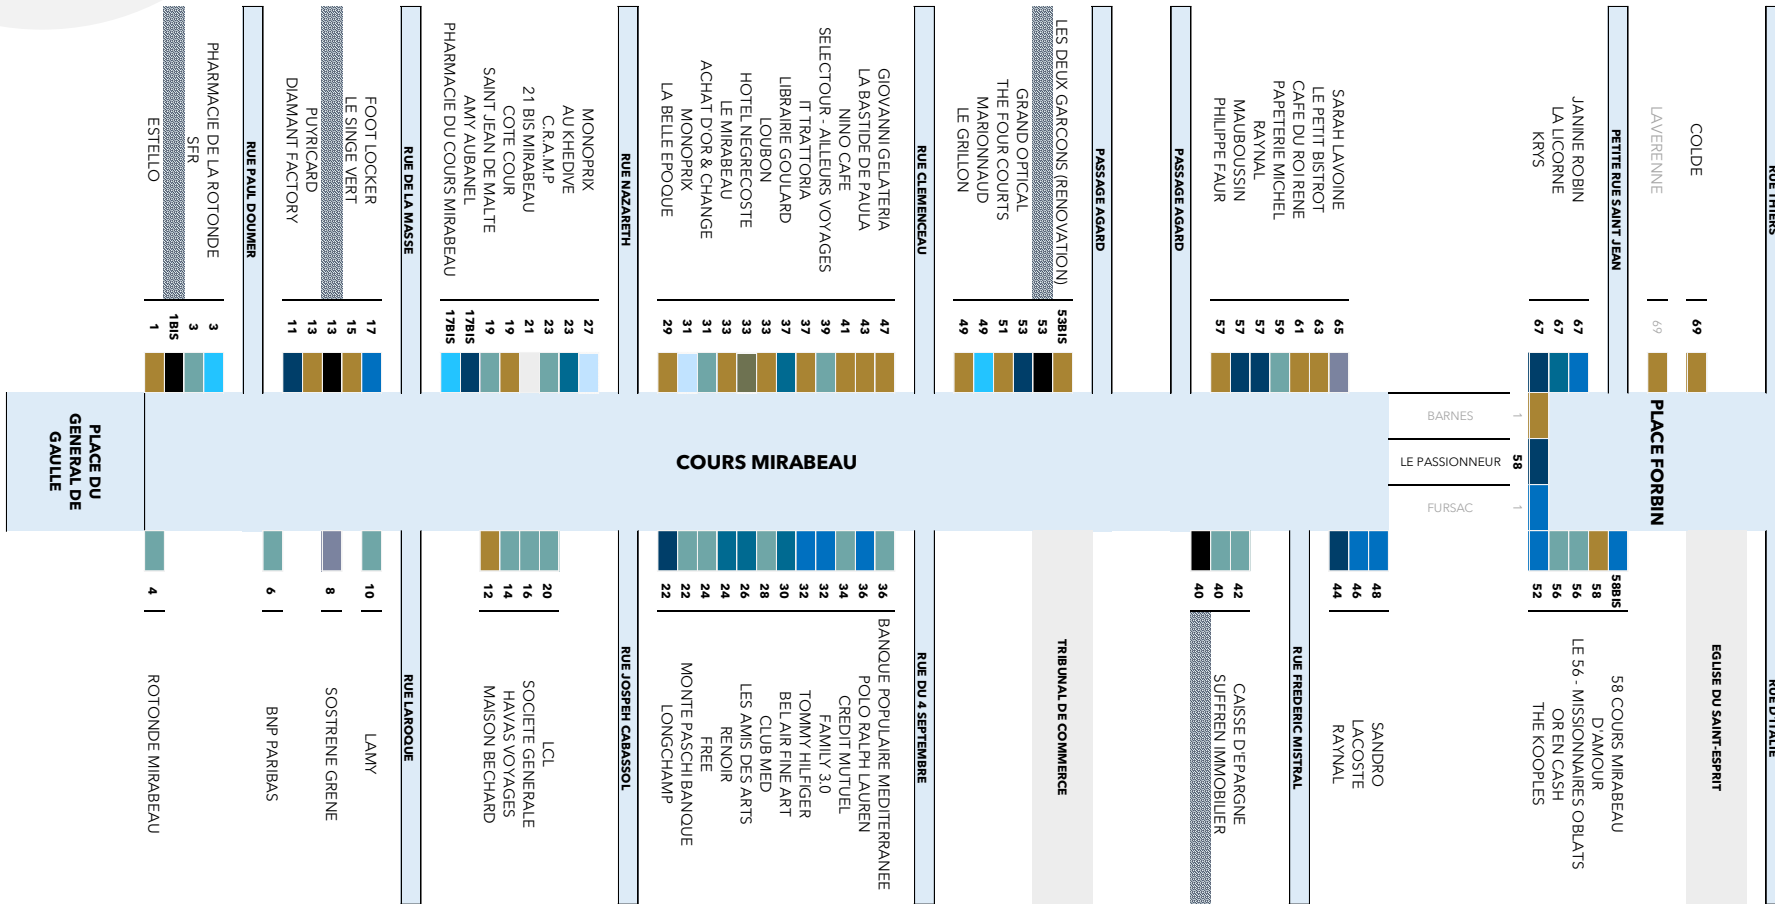 ESTELLO
SFR
PHARMACIE DE LA ROTONDE
RUE PAUL DOUMER
DIAMANT FACTORY
PUYRICARD
LE SINGE VERT
FOOT LOCKER
RUE DE LA MASSE
PHARMACIE DU COURS MIRABEAU
AMY AUBANEL
SAINT JEAN DE MALTE
COTE COUR
21 BIS MIRABEAU
C.R.A.M.P
AU KHEDIVE
MONOPRIX
RUE NAZARETH
LA BELLE EPOQUE
MONOPRIX
ACHAT D'OR & CHANGE
LE MIRABEAU
HOTEL NEGRECOSTE
LOUBON
LIBRAIRIE GOULARD
IT TRATTORIA
SELECTOUR - AILLEURS VOYAGES
NINO CAFE
LA BASTIDE DE PAULA
GIOVANNI GELATERIA
RUE CLEMENCEAU
LE GRILLON
MARIONNAUD
THE FOUR COURTS
GRAND OPTICAL
LES DEUX GARCONS (RENOVATION)
PASSAGE AGARD
PASSAGE AGARD
PHILIPPE FAUR
MAUBOUSSIN
RAYNAL
PAPETERIE MICHEL
CAFE DU ROI RENE
LE PETIT BISTROT
SARAH LAVOINE
KRYS
LA LICORNE
JANINE ROBIN
PETITE RUE SAINT JEAN
LAVERENNE
COLDE
RUE THIERS
1
1BIS
3
3
11
13
13
15
17
17BIS
17BIS
19
19
21
23
23
27
29
31
31
33
33
33
37
37
39
41
43
47
49
49
51
53
53
53BIS
57
57
57
59
61
63
65
67
67
67
69
69
PLACE DU
GENERAL DE
GAULLE
COURS MIRABEAU
BARNES 1
LE PASSIONNEUR 58
FURSAC 1
PLACE FORBIN
4
6
8
10
12
14
16
20
22
22
24
24
26
28
30
32
32
34
36
36
40
40
42
44
46
48
52
56
56
58
58BIS
ROTONDE MIRABEAU
BNP PARIBAS
SOSTRENE GRENE
LAMY
RUE LAROQUE
MAISON BECHARD
HAVAS VOYAGES
SOCIETE GENERALE
LCL
RUE JOSPEH CABASSOL
LONGCHAMP
MONTE PASCHI BANQUE
FREE
RENOIR
LES AMIS DES ARTS
CLUB MED
BEL AIR FINE ART
TOMMY HILFIGER
FAMILY 3.0
CREDIT MUTUEL
POLO RALPH LAUREN
BANQUE POPULAIRE MEDITERRANEE
RUE DU 4 SEPTEMBRE
TRIBUNAL DE COMMERCE
SUFFREN IMMOBILIER
CAISSE D'EPARGNE
RUE FREDERIC MISTRAL
RAYNAL
LACOSTE
SANDRO
THE KOOPLES
OR EN CASH
LE 56 - MISSIONNAIRES OBLATS
D'AMOUR
58 COURS MIRABEAU
EGLISE DU SAINT-ESPRIT
RUE D'ITALIE